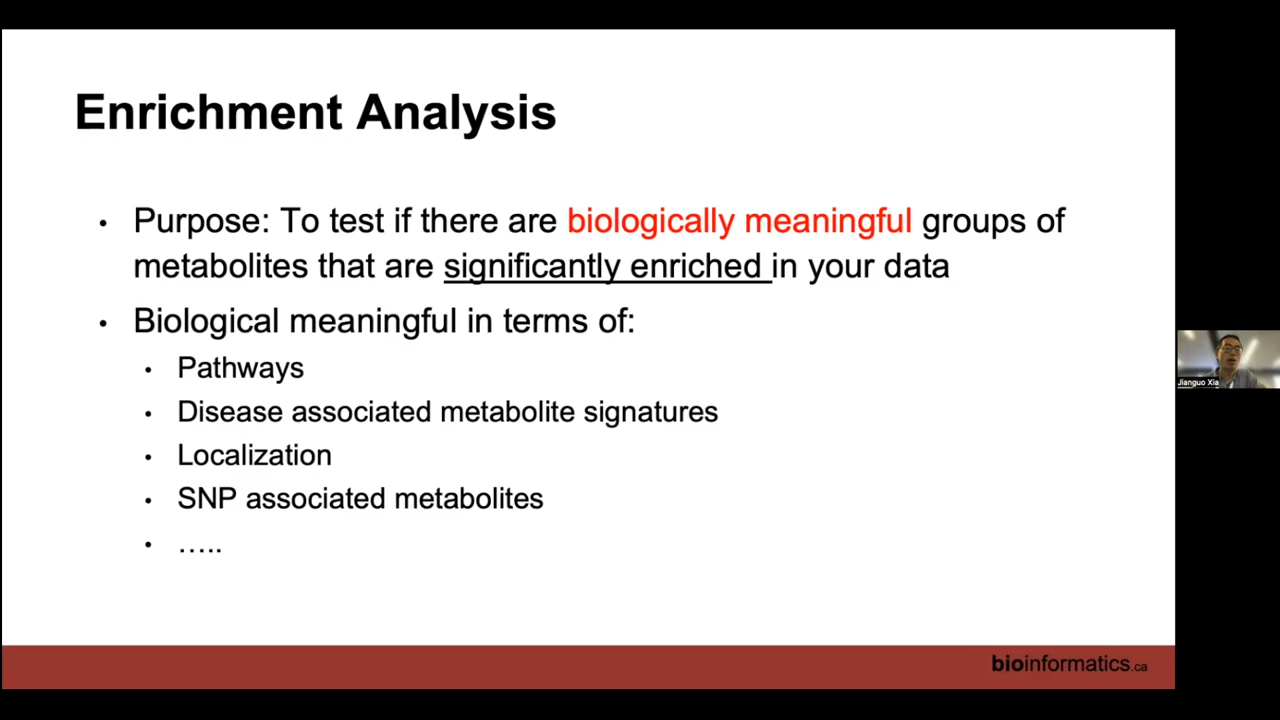 Enrichment Analysis
• Purpose: To test if there are biologically meaningful groups of
metabolites that are significantly enriched in your data
• Biological meaningful in terms of:
• Pathways
• Disease associated metabolite signatures
• Localization
• SNP associated metabolites
• …..
Jianguo Xia
bioinformatics.ca